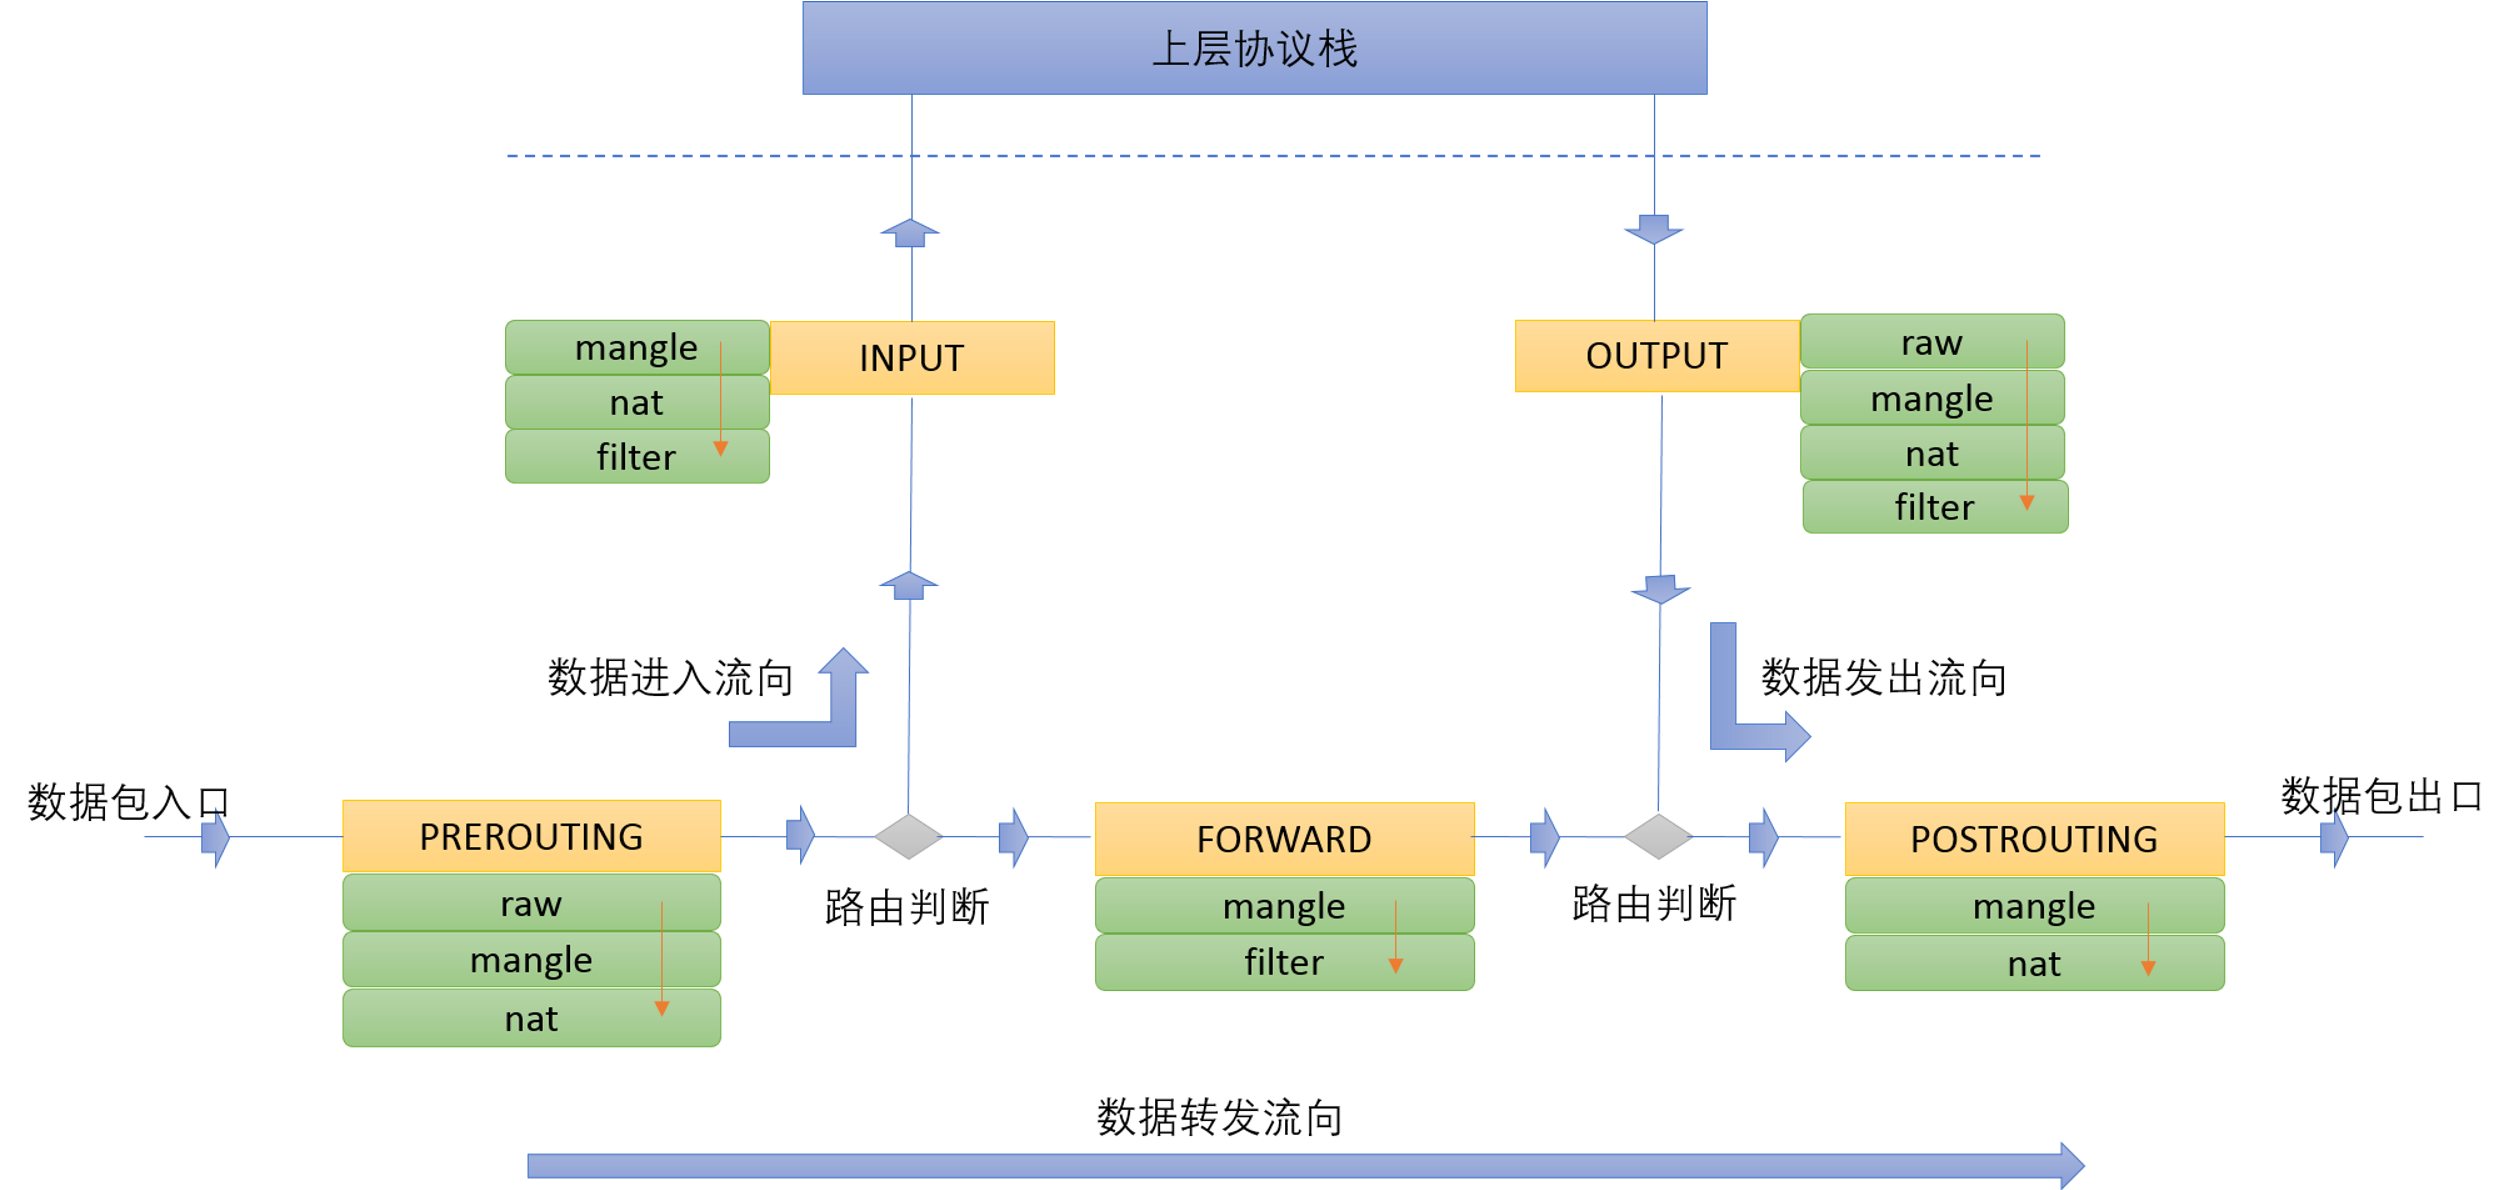 上层协议栈
mangle
nat
filter
INPUT
OUTPUT
raw
mangle
nat
filter
数据进入流向
数据发出流向
数据包入口
PREROUTING
raw
mangle
nat
路由判断
FORWARD
mangle
filter
路由判断
POSTROUTING
mangle
nat
数据包出口
数据转发流向